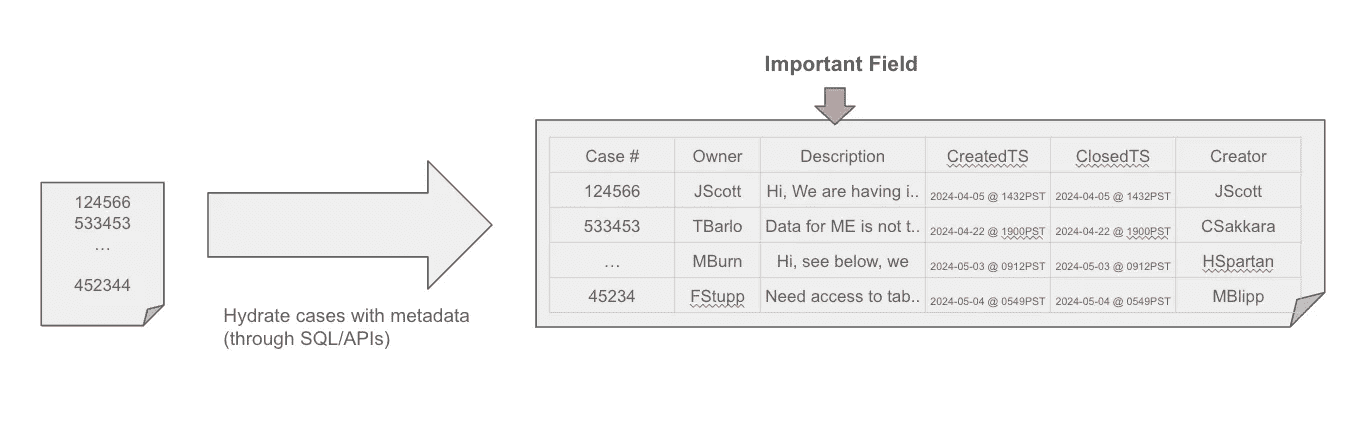 Important Field
124566
533453
...
452344
Hydrate cases with metadata
(through SQL/APIs)
Case # Owner Description CreatedTS ClosedTS Creator
124566 JScott Hi, We are having i.. 2024-04-05 @ 1432PST 2024-04-05 @ 1432PST JScott
533453 TBarlo Data for ME is not t.. 2024-04-22 @ 1900PST 2024-04-22 @ 1900PST CSakkara
... MBurn Hi, see below, we 2024-05-03 @ 0912PST 2024-05-03 @ 0912PST HSpartan
45234 FStupp Need access to tab.. 2024-05-04 @ 0549PST 2024-05-04 @ 0549PST MBlipp